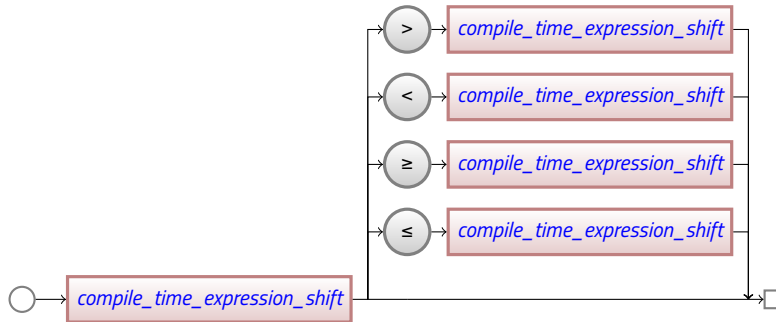 > compile_time_expression_shift
< compile_time_expression_shift
≥ compile_time_expression_shift
≤ compile_time_expression_shift
compile_time_expression_shift